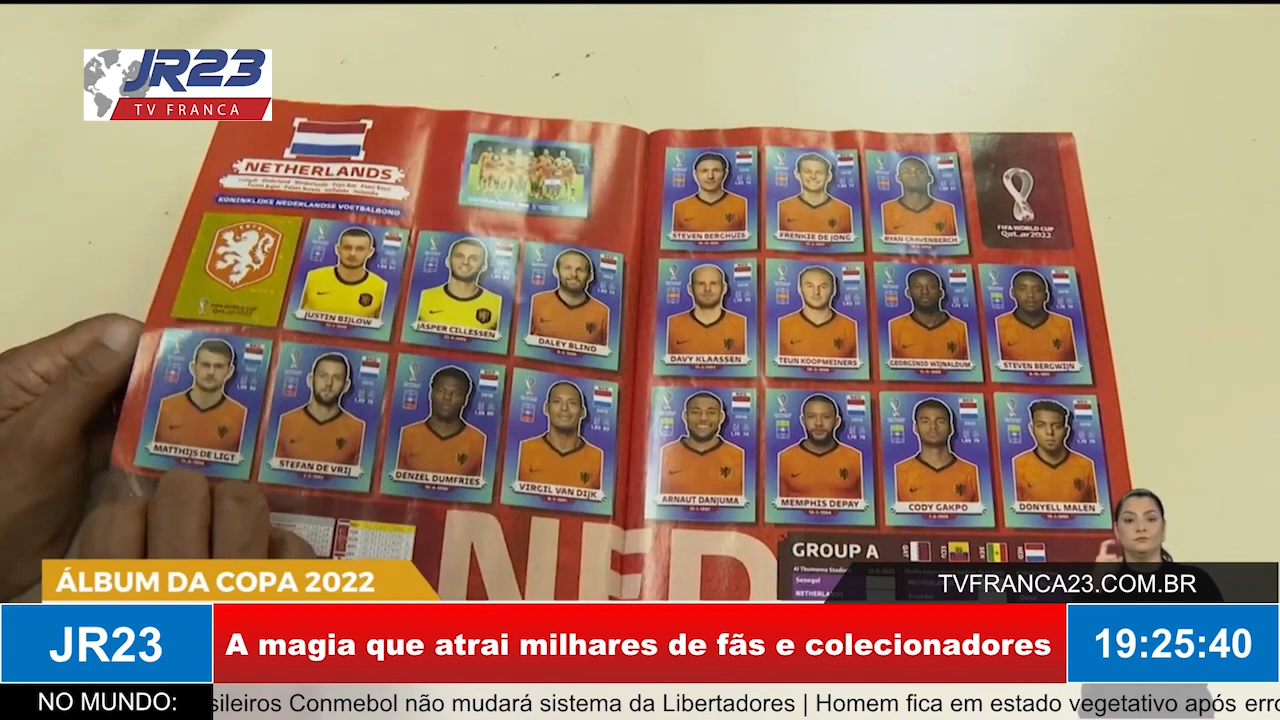 JR23
TV FRANCA
NETHERLANDS
KONINKLIJKE NEDERLANDSE VOETBALBOND
JUSTIN BIJLOW
JASPER CILLESSEN
DALEY BLIND
MATTHIJS DE LIGT
STEFAN DE VRIJ
DENZEL DUMFRIES
VIRGIL VAN DIJK
STEVEN BERGHUIS
FRENKIE DE JONG
RYAN GRAVENBERCH
FIFA WORLD CUP
Qatar2022
DAVY KLAASSEN
TEUN KOOPMEINERS
GEORGINIO WIJNALDUM
STEVEN BERGWIJN
ARNAUT DANJUMA
MEMPHIS DEPAY
CODY GAKPO
DONYELL MALEN
NED
GROUP A
Al Thumama Stadium
Senegal
NETHERLANDS
ÁLBUM DA COPA 2022
TVFRANCA23.COM.BR
JR23
A magia que atrai milhares de fãs e colecionadores
19:25:40
NO MUNDO:
sileiros Conmebol não mudará sistema da Libertadores | Homem fica em estado vegetativo após erro